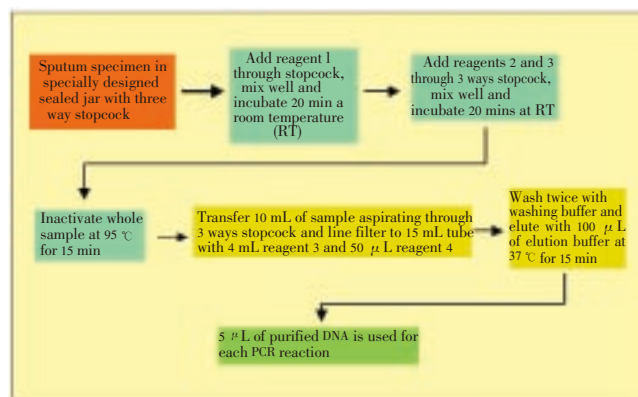 Sputum specimen in
specially designed
sealed jar with three
way stopcock
Add reagent 1
through stopcock,
mix well and
incubate 20 min a
room temperature
(RT)
Add reagents 2 and 3
through 3 ways stopcock,
mix well and
incubate 20 mins at RT
Inactivate whole
sample at 95 ℃
for 15 min
Transfer 10 mL of sample aspirating through
3 ways stopcock and line filter to 15 mL tube
with 4 mL reagent 3 and 50 μL reagent 4
Wash twice with
washing buffer and
elute with 100 μL
of elution buffer at
37 ℃ for 15 min
5 μL of purified DNA is used for
each PCR reaction